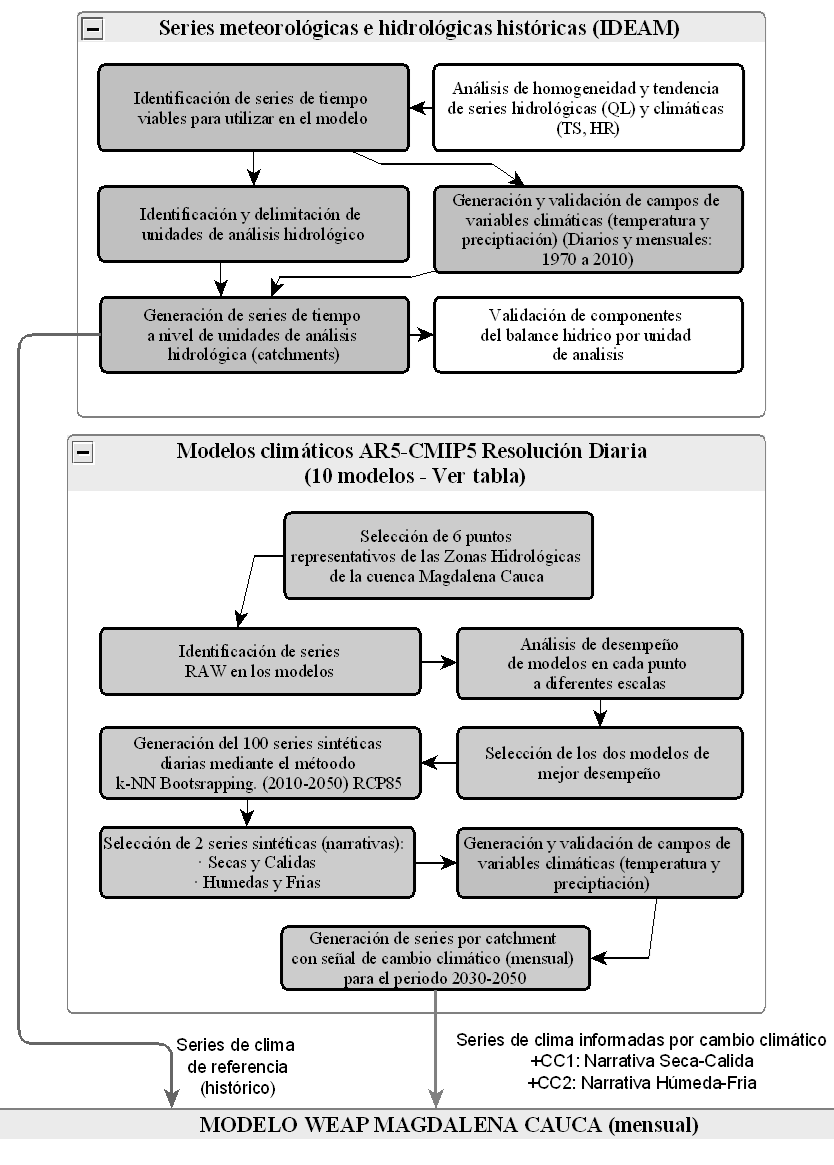 Series meteorológicas e hidrológicas históricas (IDEAM)
Identificación de series de tiempo
viables para utilizar en el modelo
Análisis de homogeneidad y tendencia
de series hidrológicas (QL) y climáticas
(TS, HR)
Identificación y delimitación de
unidades de análisis hidrológico
Generación y validación de campos de
variables climáticas (temperatura y
preciptiación) (Diarios y mensuales:
1970 a 2010)
Generación de series de tiempo
a nivel de unidades de análisis
hidrológica (catchments)
Validación de componentes
del balance hidrico por unidad
de analisis
Modelos climáticos AR5-CMIP5 Resolución Diaria
(10 modelos - Ver tabla)
Selección de 6 puntos
representativos de las Zonas Hidrológicas
de la cuenca Magdalena Cauca
Identificación de series
RAW en los modelos
Análisis de desempeño
de modelos en cada punto
a diferentes escalas
Generación del 100 series sintéticas
diarias mediante el métoodo
k-NN Bootsrapping. (2010-2050) RCP85
Selección de los dos modelos de
mejor desempeño
Selección de 2 series sintéticas (narrativas):
· Secas y Calidas
· Humedas y Frias
Generación y validación de campos de
variables climáticas (temperatura y
preciptiación)
Generación de series por catchment
con señal de cambio climático (mensual)
para el periodo 2030-2050
Series de clima
de referencia
(histórico)
Series de clima informadas por cambio climático
+CC1: Narrativa Seca-Calida
+CC2: Narrativa Húmeda-Fria
MODELO WEAP MAGDALENA CAUCA (mensual)